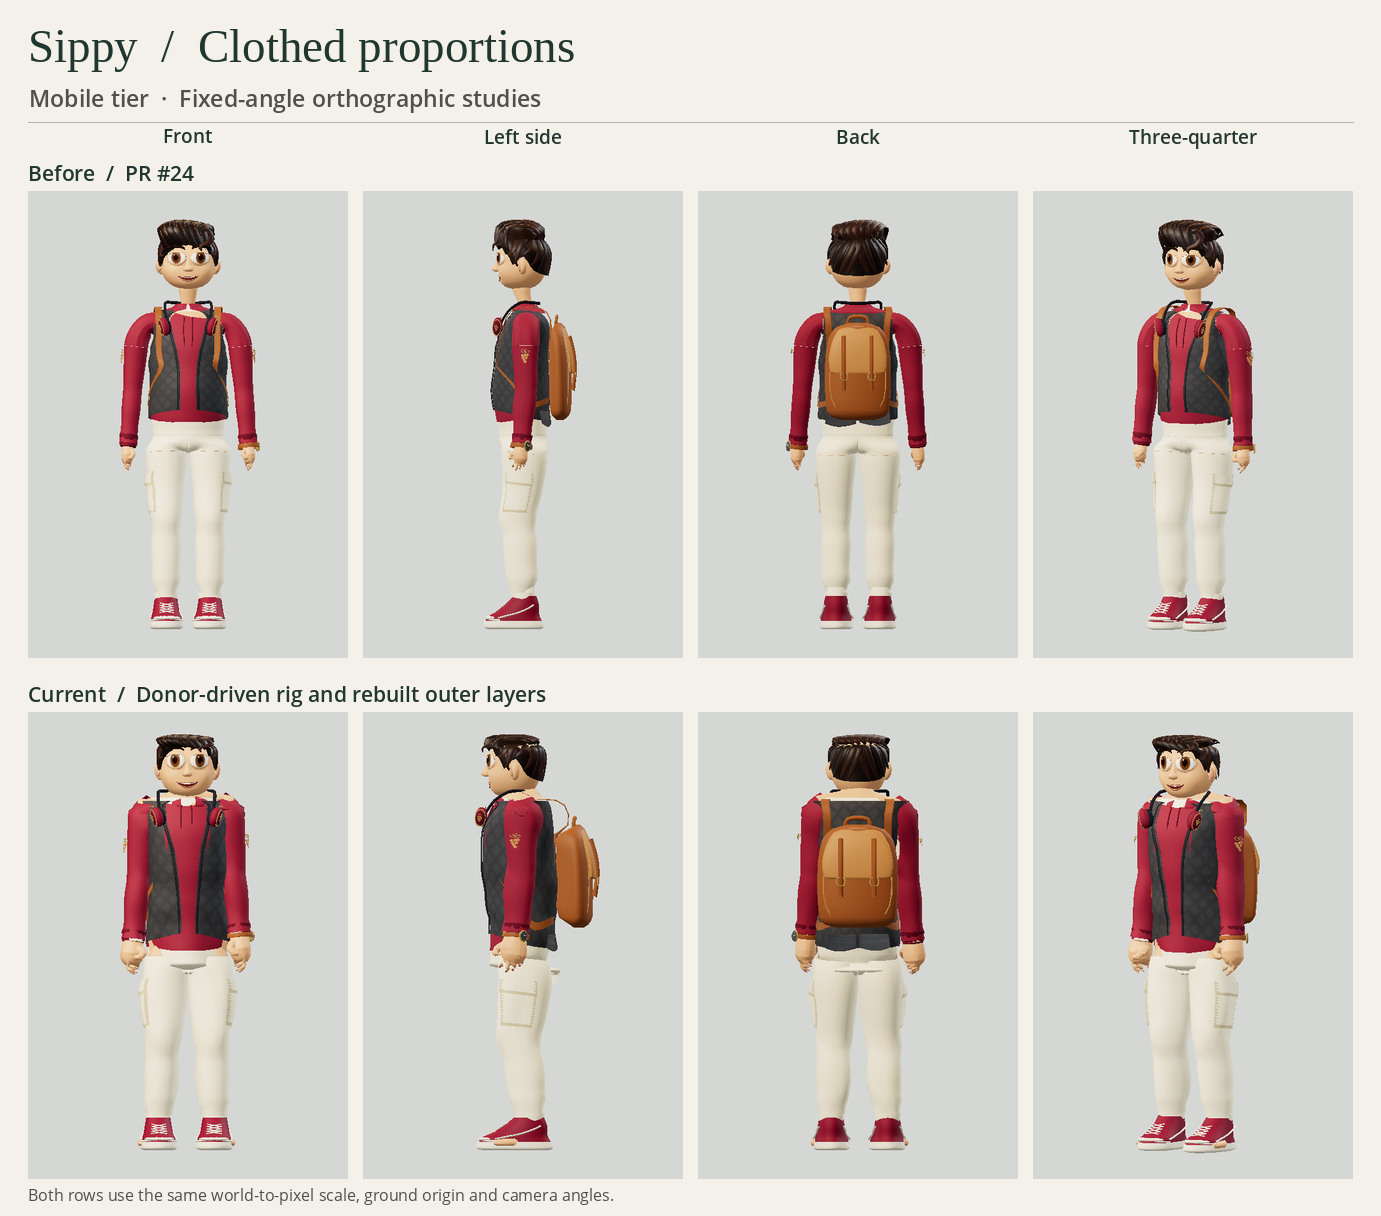 Sippy / Clothed proportions
Mobile tier · Fixed-angle orthographic studies
Front Left side Back Three-quarter
Before / PR #24
Current / Donor-driven rig and rebuilt outer layers
Both rows use the same world-to-pixel scale, ground origin and camera angles.